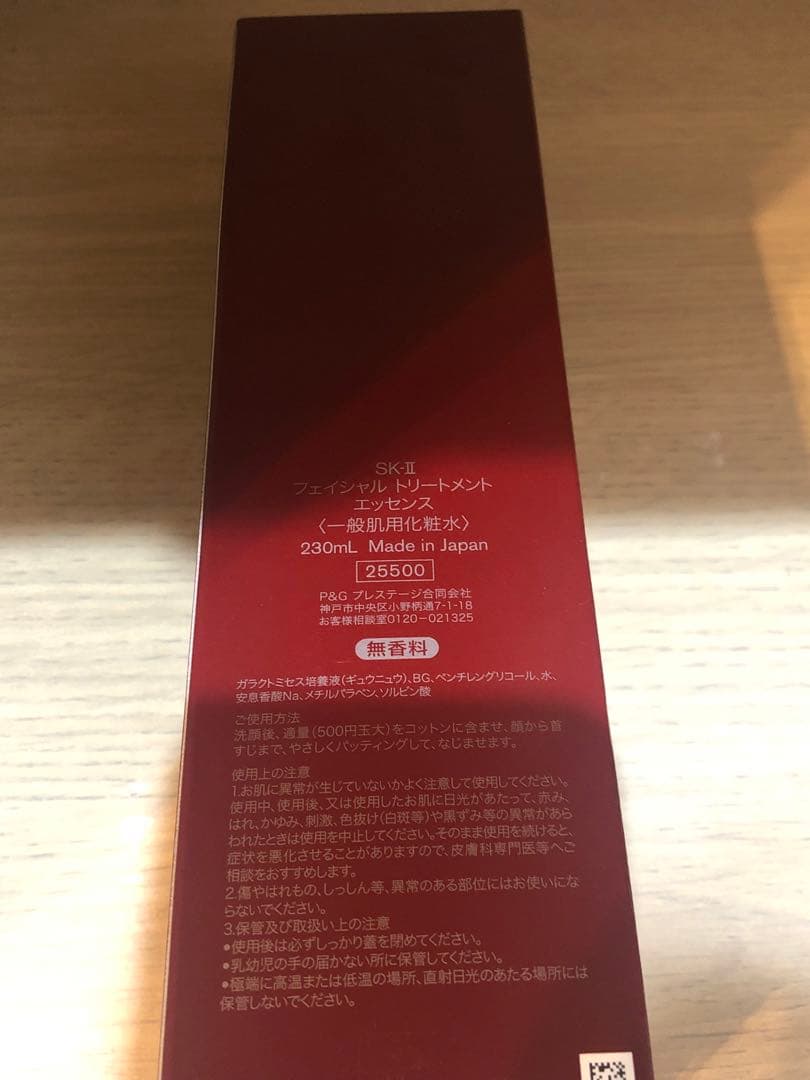 SK-II
フェイシャル トリートメント
エッセンス
〈一般肌用化粧水〉
230mL Made in Japan
25500
P&G プレステージ合同会社
神戸市中央区小野柄通7-1-18
お客様相談室0120-021325
無香料
ガラクトミセス培養液(ギュウニュウ)、BG、ペンチレングリコール、水、
安息香酸Na、メチルパラベン、ソルビン酸
ご使用方法
洗顔後、適量(500円玉大)をコットンに含ませ、顔から首
すじまで、やさしくパッティングして、なじませます。
使用上の注意
1.お肌に異常が生じていないかよく注意して使用してください。
使用中、使用後、又は使用したお肌に日光があたって、赤み、
はれ、かゆみ、刺激、色抜け(白斑等)や黒ずみ等の異常があら
われたときは使用を中止してください。そのまま使用を続けると、
症状を悪化させることがありますので、皮膚科専門医等へご
相談をおすすめします。
2.傷やはれもの、しっしん等、異常のある部位にはお使いにな
らないでください。
3.保管及び取扱い上の注意
●使用後は必ずしっかり蓋を閉めてください。
●乳幼児の手の届かない所に保管してください。
●極端に高温または低温の場所、直射日光のあたる場所には
保管しないでください。